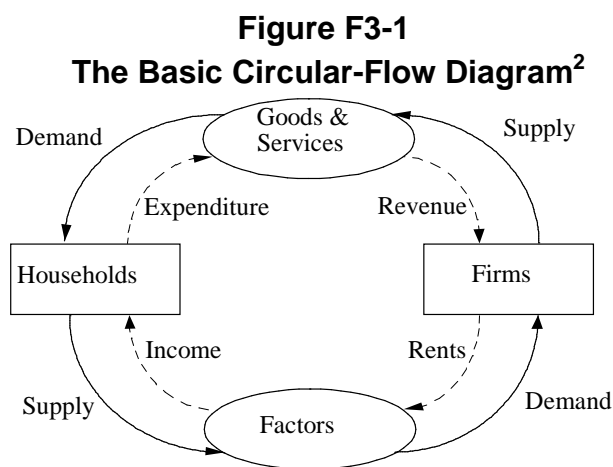 Figure F3-1
The Basic Circular-Flow Diagram²
Goods &
Services
Demand
Supply
Expenditure
Revenue
Households
Firms
Income
Rents
Supply
Factors
Demand